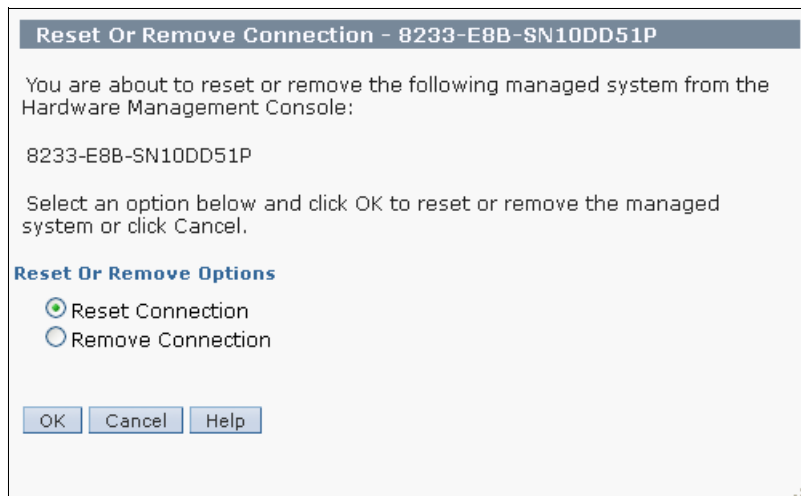 Reset Or Remove Connection - 8233-E8B-SN10DD51P
You are about to reset or remove the following managed system from the
Hardware Management Console:
8233-E8B-SN10DD51P
Select an option below and click OK to reset or remove the managed
system or click Cancel.
Reset Or Remove Options
Reset Connection
Remove Connection
OK Cancel Help